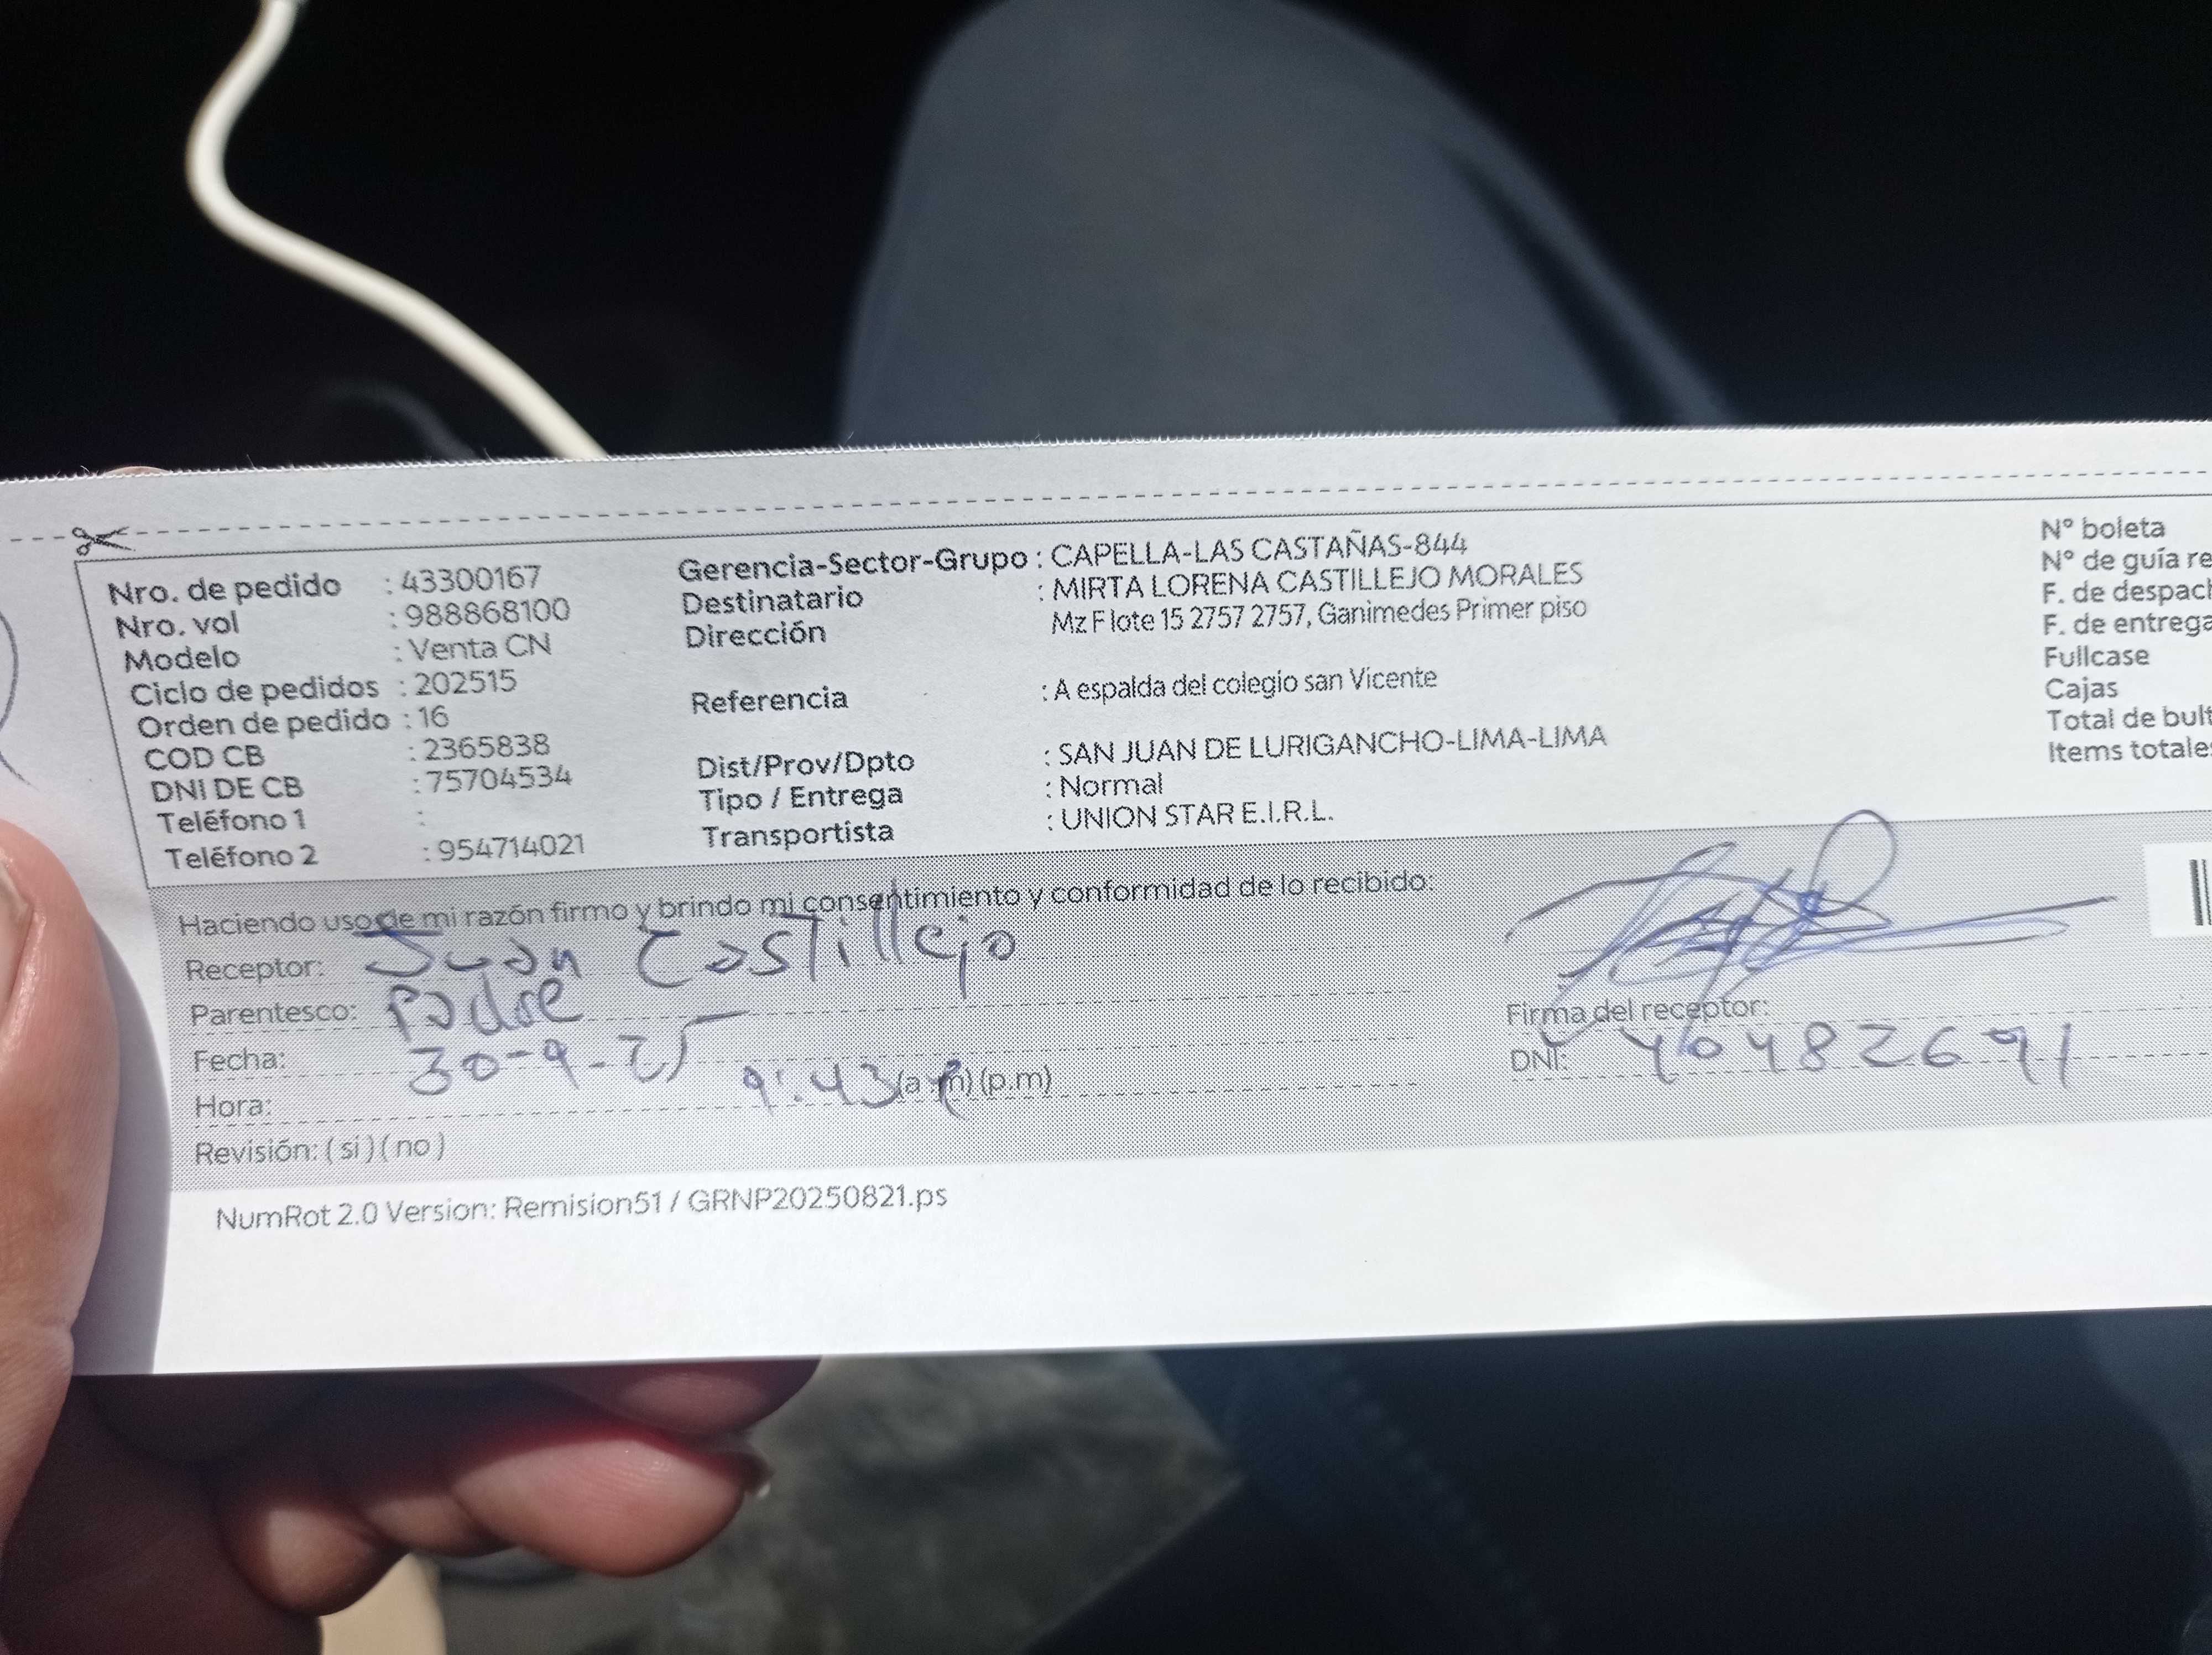 Nro. de pedido : 43300167
Nro. vol : 988868100
Modelo : Venta CN
Ciclo de pedidos : 202515
Orden de pedido : 16
COD CB : 2365838
DNI DE CB : 75704534
Teléfono 1 :
Teléfono 2 : 954714021
Gerencia-Sector-Grupo : CAPELLA-LAS CASTAÑAS-844
Destinatario : MIRTA LORENA CASTILLEJO MORALES
Dirección Mz F lote 15 2757 2757, Ganimedes Primer piso
Referencia : A espalda del colegio san Vicente
Dist/Prov/Dpto : SAN JUAN DE LURIGANCHO-LIMA-LIMA
Tipo / Entrega : Normal
Transportista : UNION STAR E.I.R.L.
N° boleta
N° de guía re
F. de despach
F. de entrega
Fullcase
Cajas
Total de bult
Items totales
Haciendo uso de mi razón firmo y brindo mi consentimiento y conformidad de lo recibido:
Receptor: Juan Castillejo
Parentesco: Padre
Fecha: 30-9-25
Hora: 9:43 (a m) (p.m)
Revisión: ( si ) ( no )
Firma del receptor:
DNI: 40482691
NumRot 2.0 Version: Remision51 / GRNP20250821.ps